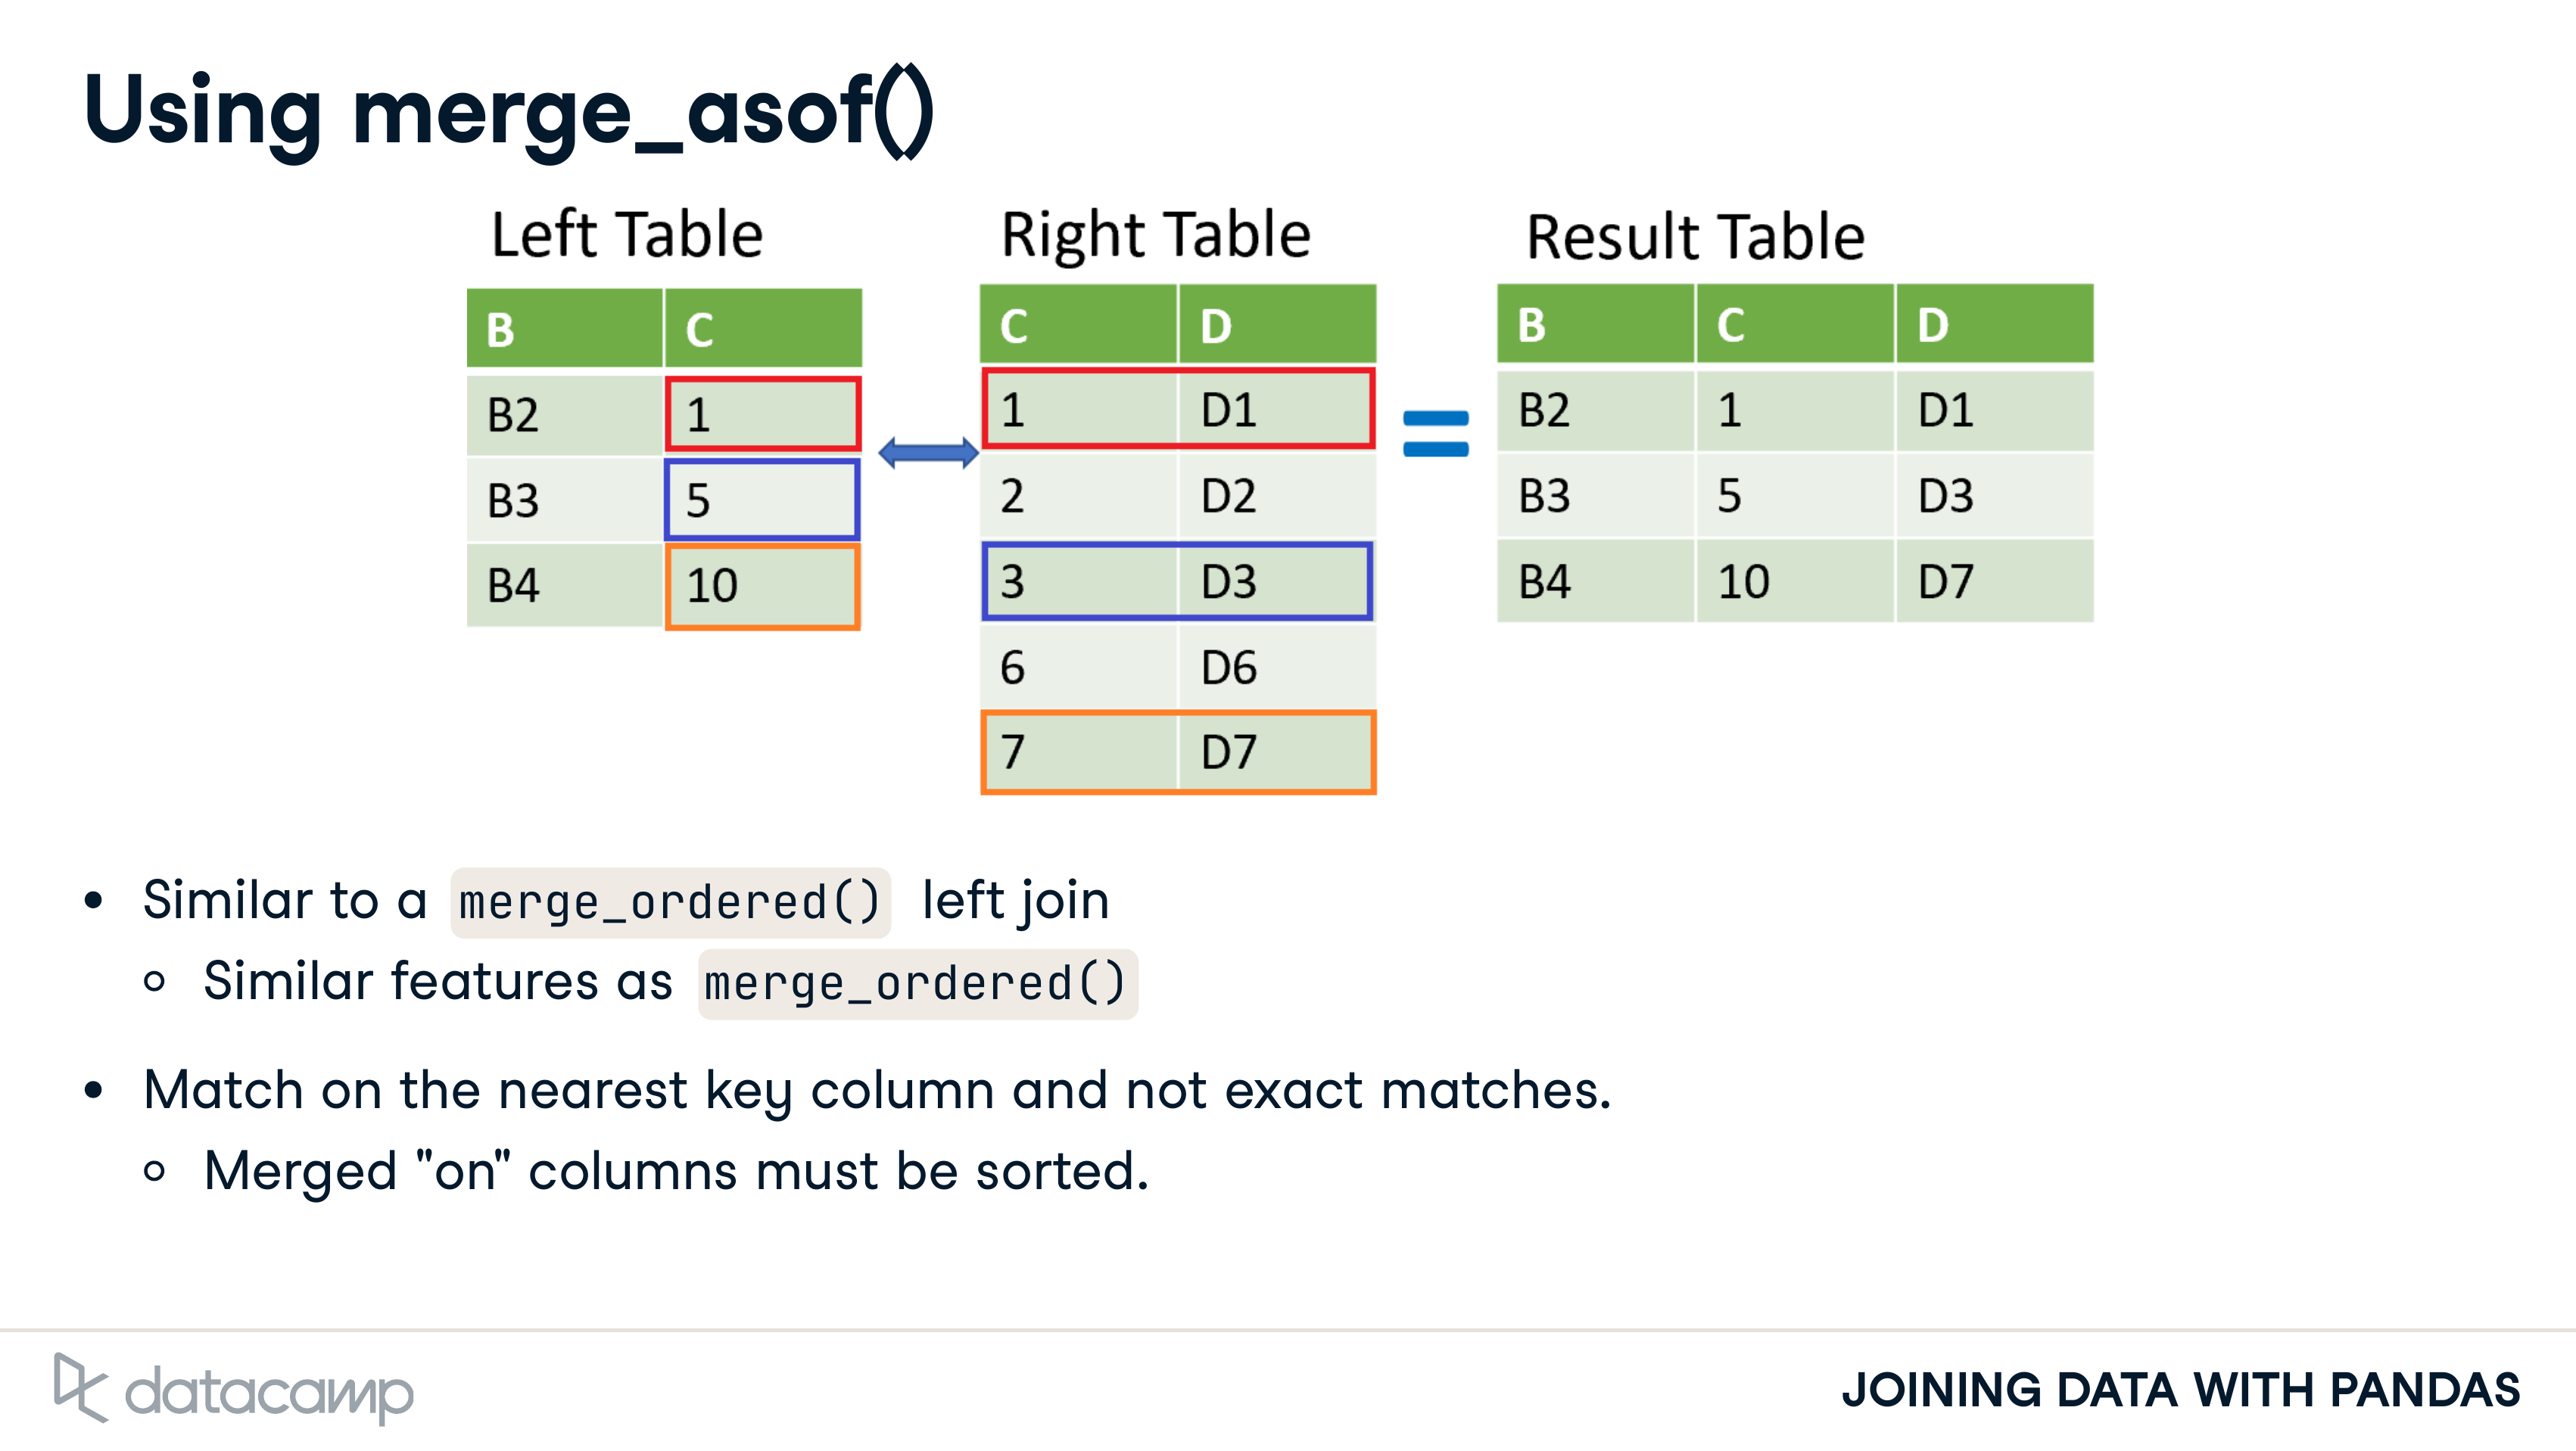 Using merge_asof()
Left Table
B C
B2 1
B3 5
B4 10
Right Table
C D
1 D1
2 D2
3 D3
6 D6
7 D7
=
Result Table
B C D
B2 1 D1
B3 5 D3
B4 10 D7
• Similar to a merge_ordered() left join
○ Similar features as merge_ordered()
• Match on the nearest key column and not exact matches.
○ Merged "on" columns must be sorted.
datacamp
JOINING DATA WITH PANDAS